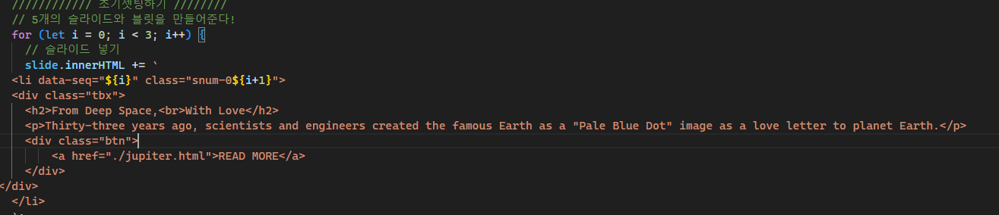 //////////// 초기셋팅하기 ////////
// 5개의 슬라이드와 블릿을 만들어준다!
for (let i = 0; i < 3; i++) {
// 슬라이드 넣기
slide.innerHTML += `
<li data-seq="${i}" class="snum-0${i+1}">
<div class="tbx">
<h2>From Deep Space,<br>With Love</h2>
<p>Thirty-three years ago, scientists and engineers created the famous Earth as a "Pale Blue Dot" image as a love letter to planet Earth.</p>
<div class="btn">
<a href="./jupiter.html">READ MORE</a>
</div>
</div>
</li>